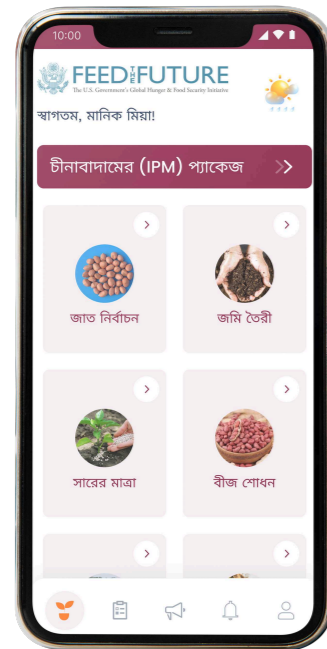 10:00
FEED THE FUTURE
The U.S. Government's Global Hunger & Food Security Initiative
স্বাগতম, মানিক মিয়া!
চীনাবাদামের (IPM) প্যাকেজ
জাত নির্বাচন
জমি তৈরী
সারের মাত্রা
বীজ শোধন